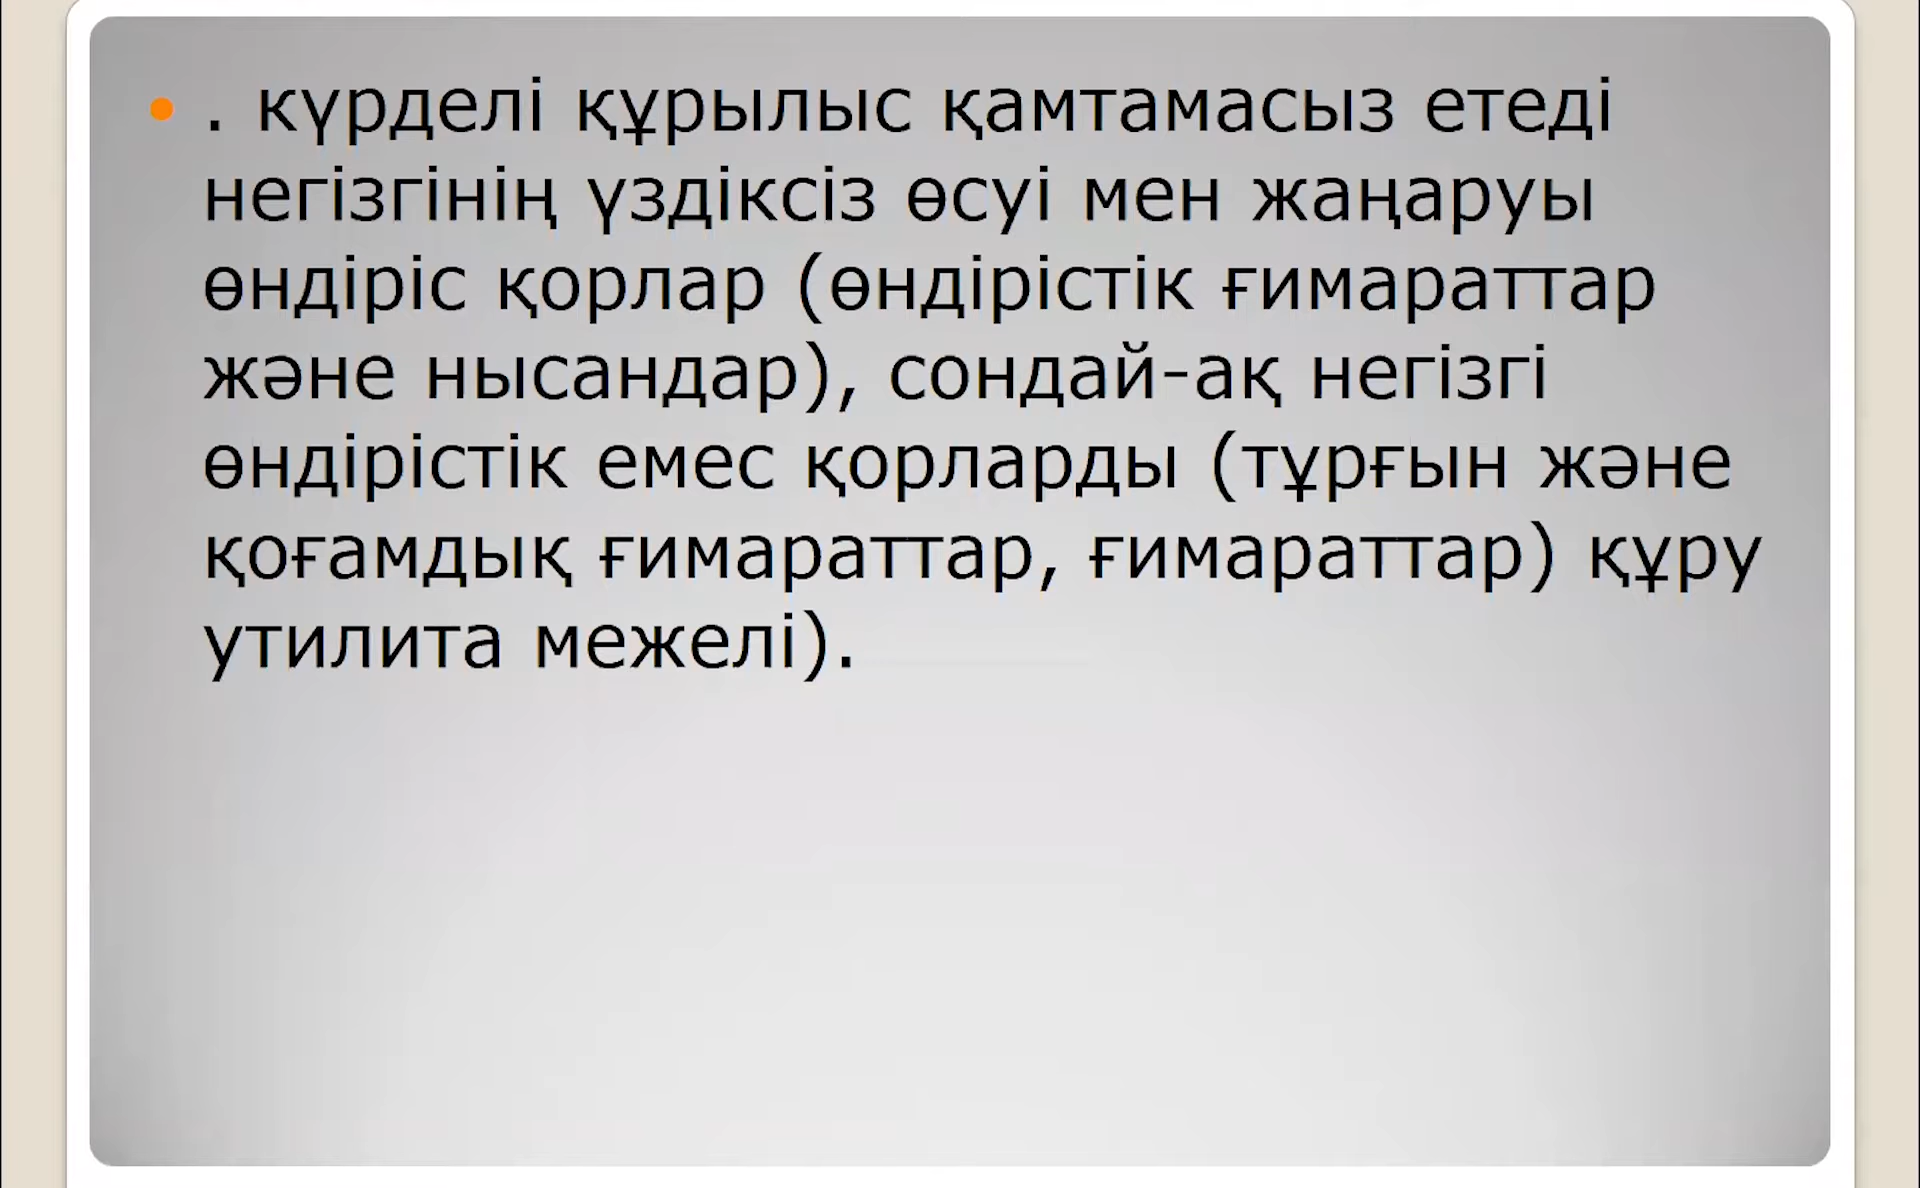 . күрделі құрылыс қамтамасыз етеді
негізгінің үздіксіз өсуі мен жаңаруы
өндіріс қорлар (өндірістік ғимараттар
және нысандар), сондай-ақ негізгі
өндірістік емес қорларды (тұрғын және
қоғамдық ғимараттар, ғимараттар) құру
утилита межелі).